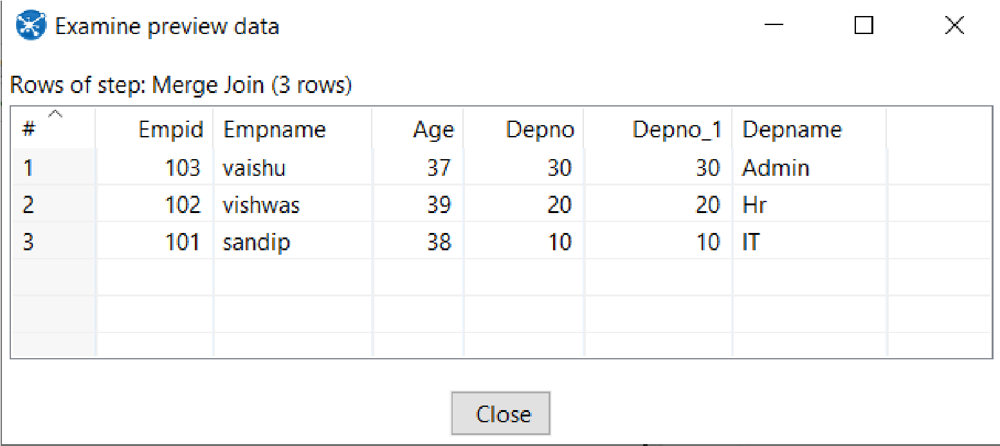 Examine preview data
Rows of step: Merge Join (3 rows)
# Empid Empname Age Depno Depno_1 Depname
1 103 vaishu 37 30 30 Admin
2 102 vishwas 39 20 20 Hr
3 101 sandip 38 10 10 IT
Close